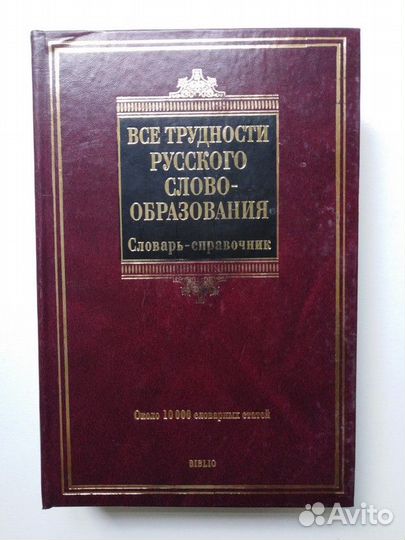 ВСЕ ТРУДНОСТИ
РУССКОГО
СЛОВО-
ОБРАЗОВАНИЯ
Словарь-справочник
Около 10 000 словарных статей
BIBLIO
Avito